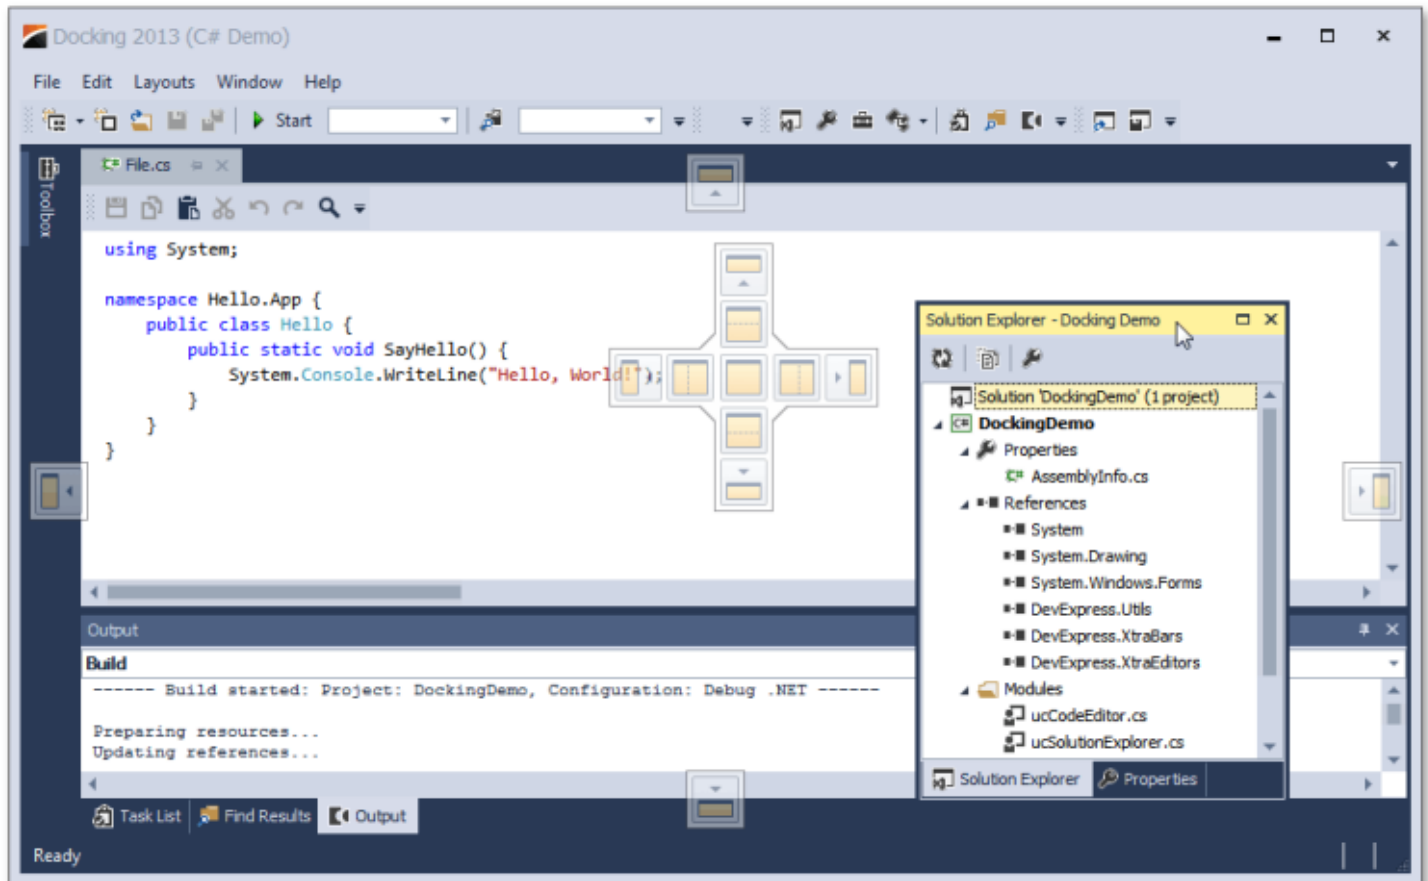 Docking 2013 (C# Demo)
File Edit Layouts Window Help
Start
Toolbox
C# File.cs
using System;
namespace Hello.App {
public class Hello {
public static void SayHello() {
System.Console.WriteLine("Hello, World!");
}
}
}
Solution Explorer - Docking Demo
Solution 'DockingDemo' (1 project)
C# DockingDemo
Properties
C# AssemblyInfo.cs
References
System
System.Drawing
System.Windows.Forms
DevExpress.Utils
DevExpress.XtraBars
DevExpress.XtraEditors
Modules
ucCodeEditor.cs
ucSolutionExplorer.cs
Solution Explorer Properties
Output
Build
------ Build started: Project: DockingDemo, Configuration: Debug .NET ------
Preparing resources...
Updating references...
Task List Find Results Output
Ready